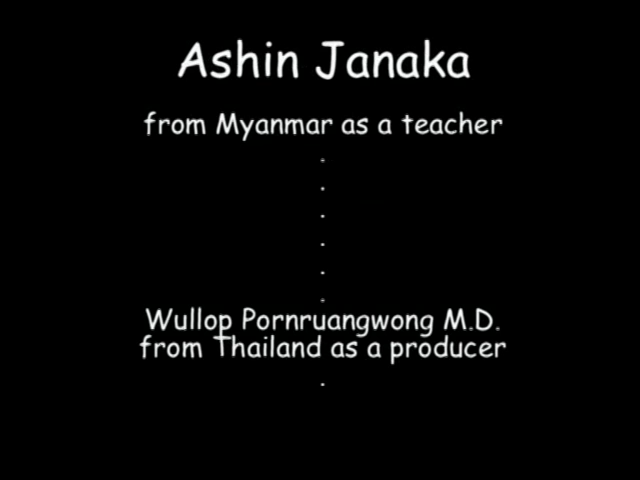 Ashin Janaka
from Myanmar as a teacher
.
.
.
.
.
.
Wullop Pornruangwong M.D.
from Thailand as a producer
.